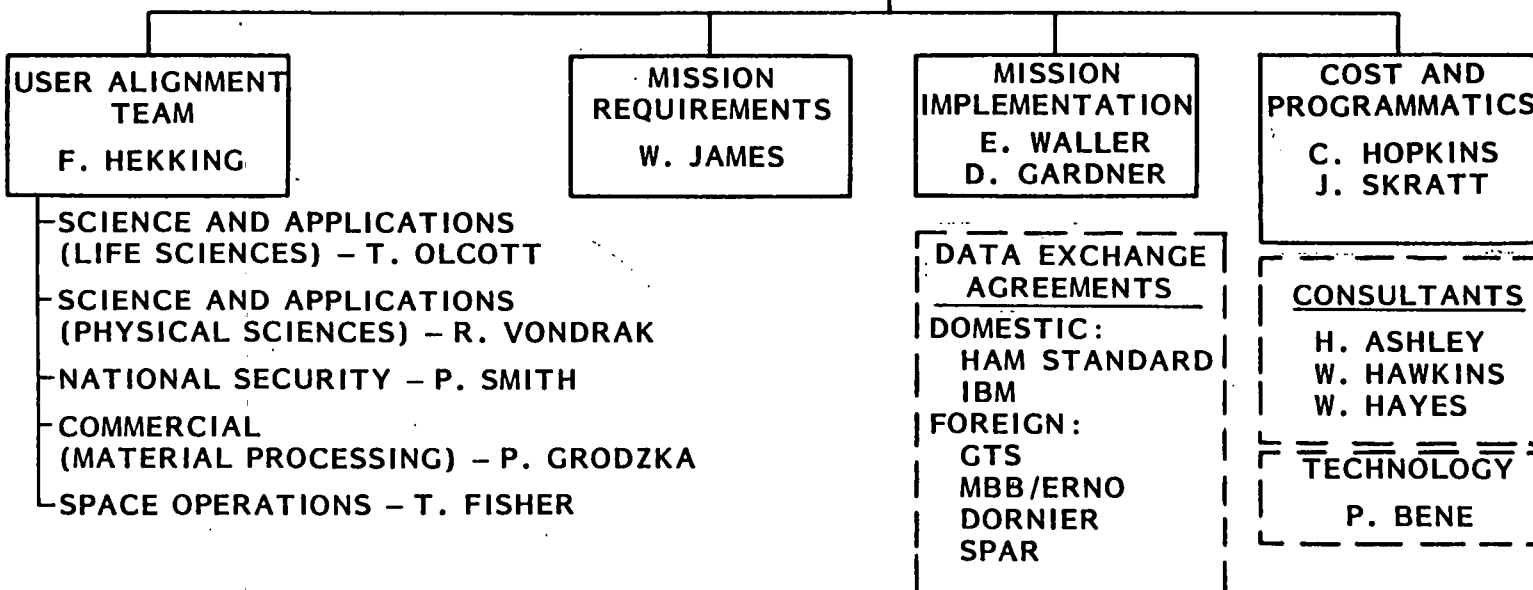 USER ALIGNMENT
TEAM
F. HEKKING
MISSION
REQUIREMENTS
W. JAMES
MISSION
IMPLEMENTATION
E. WALLER
D. GARDNER
COST AND
PROGRAMMATICS
C. HOPKINS
J. SKRATT
SCIENCE AND APPLICATIONS
(LIFE SCIENCES) – T. OLCOTT
SCIENCE AND APPLICATIONS
(PHYSICAL SCIENCES) – R. VONDRAK
NATIONAL SECURITY – P. SMITH
COMMERCIAL
(MATERIAL PROCESSING) – P. GRODZKA
SPACE OPERATIONS – T. FISHER
DATA EXCHANGE
AGREEMENTS
DOMESTIC:
HAM STANDARD
IBM
FOREIGN:
GTS
MBB/ERNO
DORNIER
SPAR
CONSULTANTS
H. ASHLEY
W. HAWKINS
W. HAYES
TECHNOLOGY
P. BENE